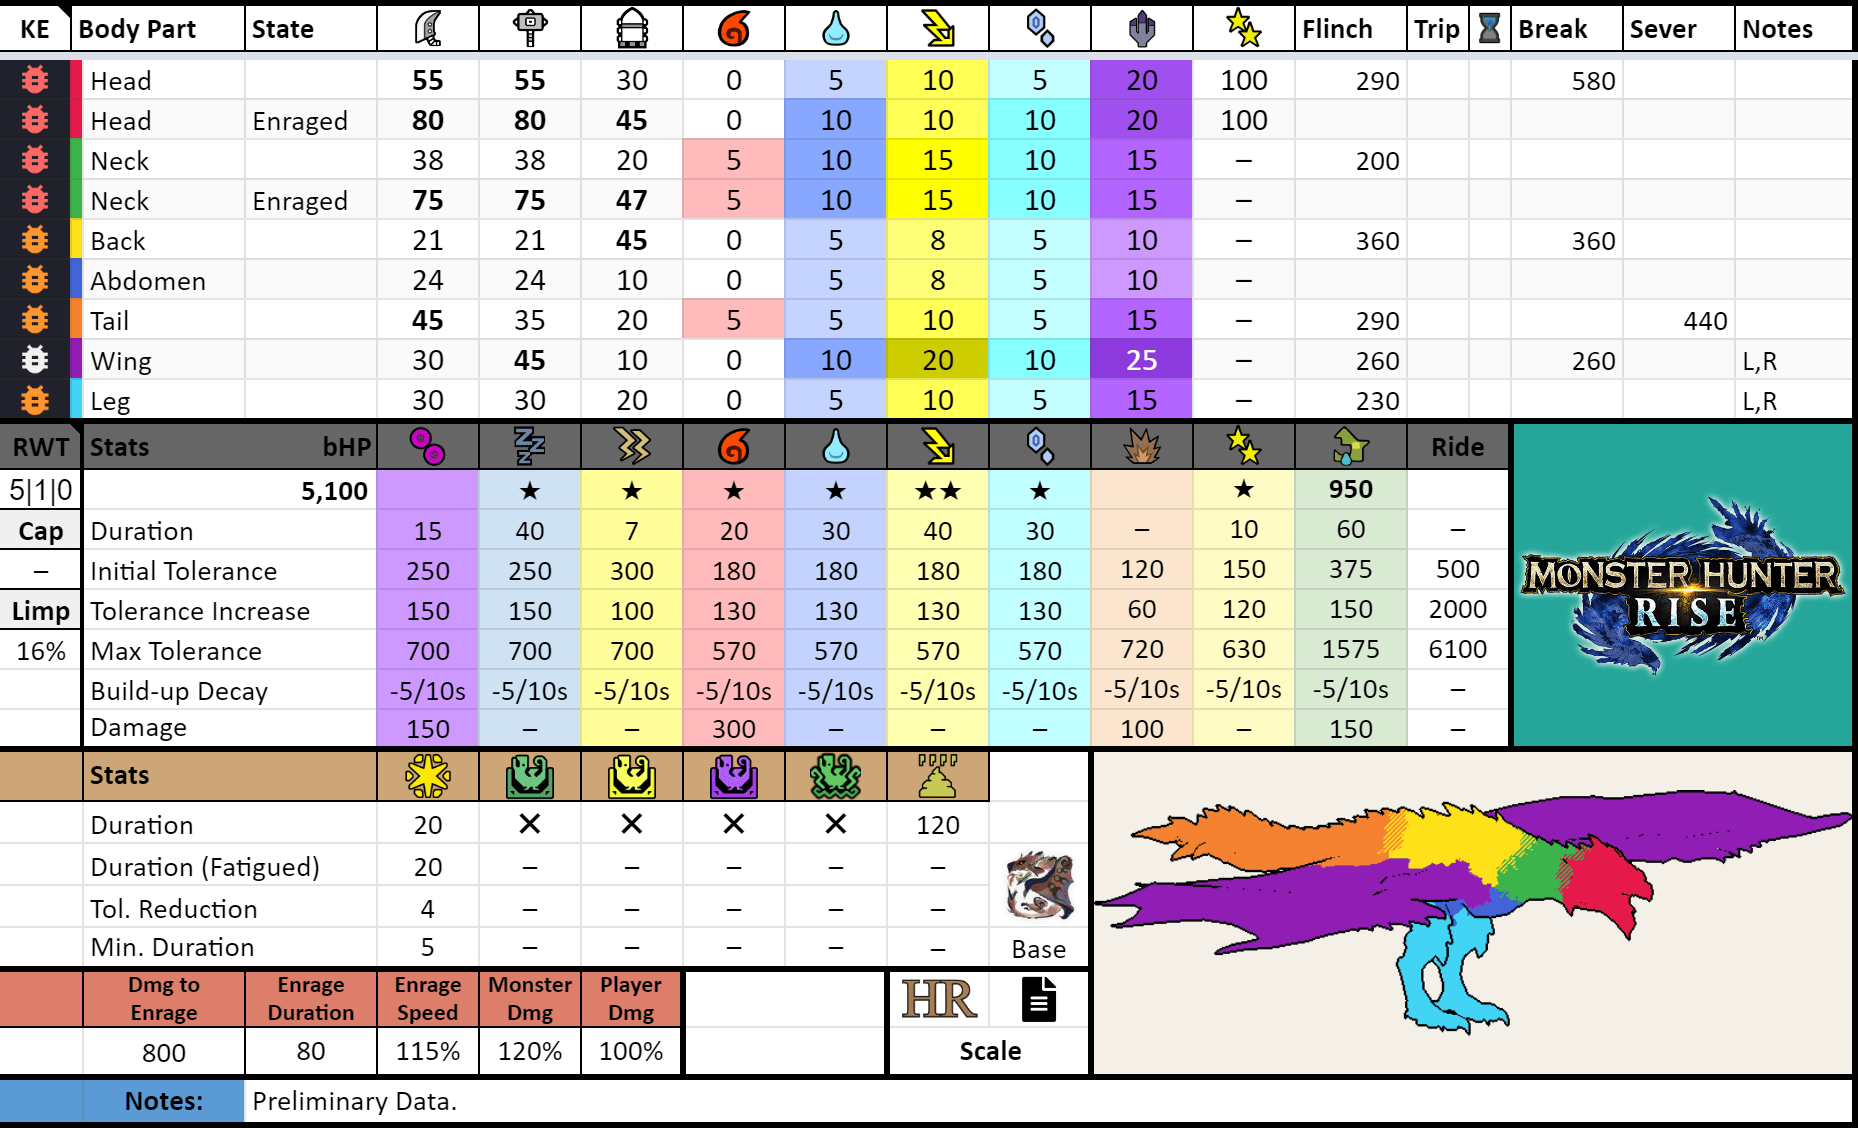 KE Body Part State Flinch Trip Break Sever Notes
Head 55 55 30 0 5 10 5 20 100 290 580
Head Enraged 80 80 45 0 10 10 10 20 100
Neck 38 38 20 5 10 15 10 15 – 200
Neck Enraged 75 75 47 5 10 15 10 15 –
Back 21 21 45 0 5 8 5 10 – 360 360
Abdomen 24 24 10 0 5 8 5 10 –
Tail 45 35 20 5 5 10 5 15 – 290 440
Wing 30 45 10 0 10 20 10 25 – 260 260 L,R
Leg 30 30 20 0 5 10 5 15 – 230 L,R
RWT Stats bHP Ride
5|1|0 5,100 ★ ★ ★ ★ ★★ ★ ★ 950
Cap Duration 15 40 7 20 30 40 30 – 10 60 –
– Initial Tolerance 250 250 300 180 180 180 180 120 150 375 500
Limp Tolerance Increase 150 150 100 130 130 130 130 60 120 150 2000
16% Max Tolerance 700 700 700 570 570 570 570 720 630 1575 6100
Build-up Decay -5/10s -5/10s -5/10s -5/10s -5/10s -5/10s -5/10s -5/10s -5/10s -5/10s –
Damage 150 – – 300 – – – 100 – 150 –
MONSTER HUNTER
RISE
Stats
Duration 20 ✕ ✕ ✕ ✕ 120
Duration (Fatigued) 20 – – – – –
Tol. Reduction 4 – – – – –
Min. Duration 5 – – – – – Base
Dmg to Enrage Enrage Duration Enrage Speed Monster Dmg Player Dmg HR
800 80 115% 120% 100% Scale
Notes: Preliminary Data.